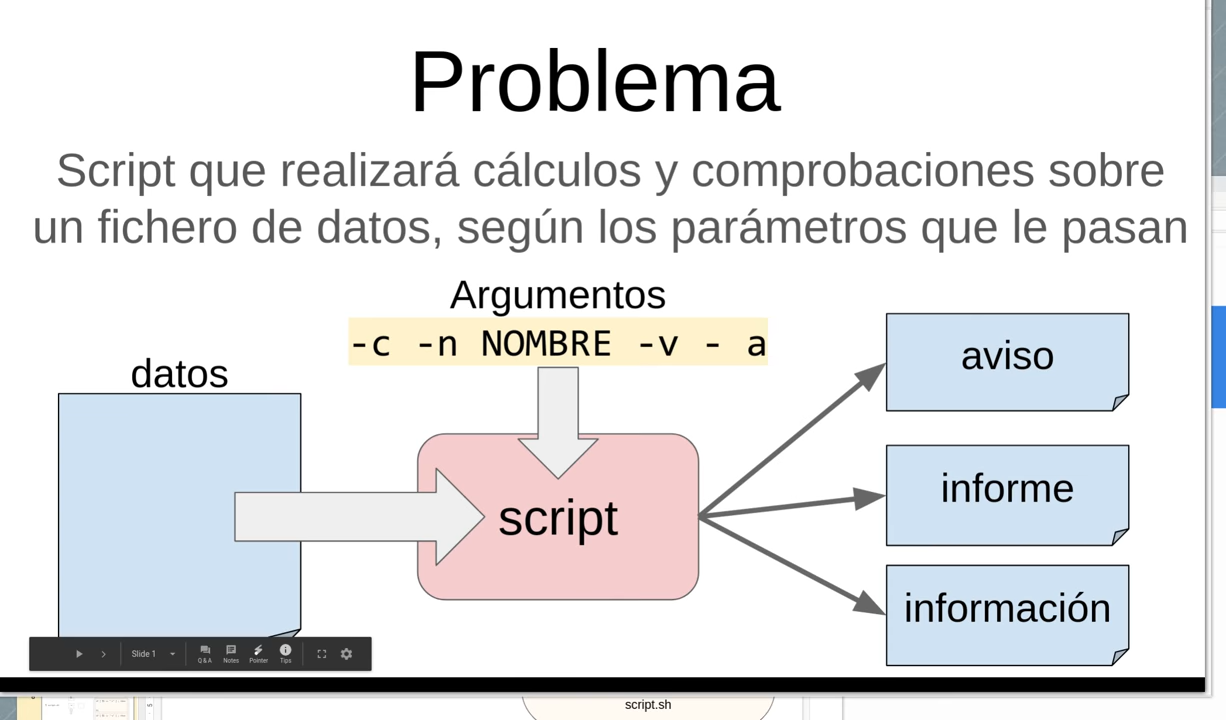 Problema
Script que realizará cálculos y comprobaciones sobre
un fichero de datos, según los parámetros que le pasan
Argumentos
-c -n NOMBRE -v - a
datos
script
aviso
informe
información
Slide 1
Q & A
Notes
Pointer
Tips
script.sh